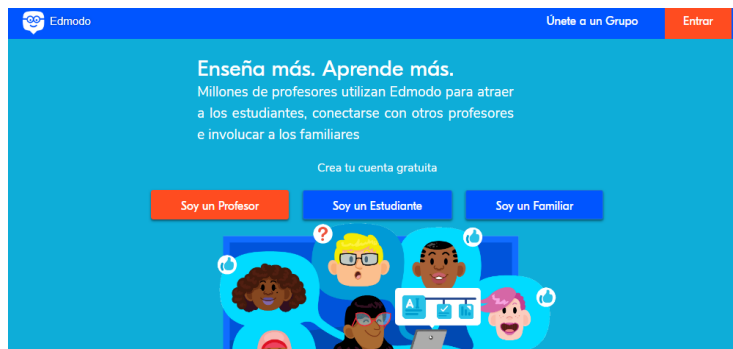 Edmodo
Únete a un Grupo
Entrar
Enseña más. Aprende más.
Millones de profesores utilizan Edmodo para atraer
a los estudiantes, conectarse con otros profesores
e involucrar a los familiares
Crea tu cuenta gratuita
Soy un Profesor
Soy un Estudiante
Soy un Familiar
?
A